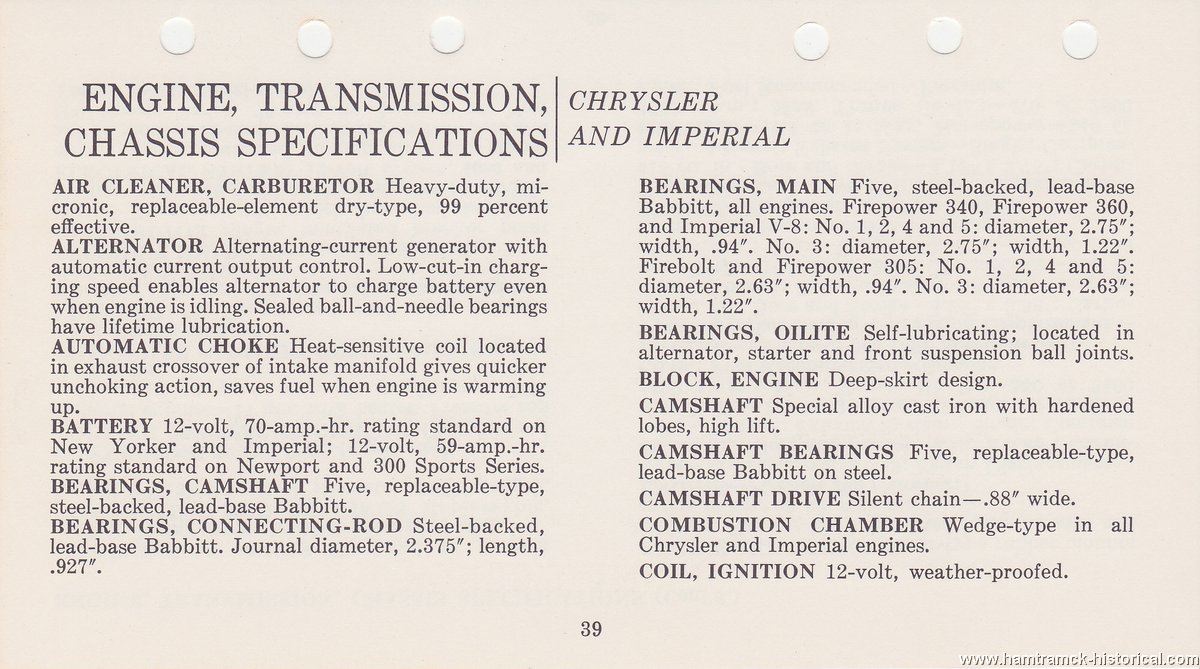 ENGINE, TRANSMISSION,
CHASSIS SPECIFICATIONS
CHRYSLER
AND IMPERIAL
AIR CLEANER, CARBURETOR Heavy-duty, mi-
cronic, replaceable-element dry-type, 99 percent
effective.
ALTERNATOR Alternating-current generator with
automatic current output control. Low-cut-in charg-
ing speed enables alternator to charge battery even
when engine is idling. Sealed ball-and-needle bearings
have lifetime lubrication.
AUTOMATIC CHOKE Heat-sensitive coil located
in exhaust crossover of intake manifold gives quicker
unchoking action, saves fuel when engine is warming
up.
BATTERY 12-volt, 70-amp.-hr. rating standard on
New Yorker and Imperial; 12-volt, 59-amp.-hr.
rating standard on Newport and 300 Sports Series.
BEARINGS, CAMSHAFT Five, replaceable-type,
steel-backed, lead-base Babbitt.
BEARINGS, CONNECTING-ROD Steel-backed,
lead-base Babbitt. Journal diameter, 2.375″; length,
.927″.
BEARINGS, MAIN Five, steel-backed, lead-base
Babbitt, all engines. Firepower 340, Firepower 360,
and Imperial V-8: No. 1, 2, 4 and 5: diameter, 2.75″;
width, .94″. No. 3: diameter, 2.75″; width, 1.22″.
Firebolt and Firepower 305: No. 1, 2, 4 and 5:
diameter, 2.63″; width, .94″. No. 3: diameter, 2.63″;
width, 1.22″.
BEARINGS, OILITE Self-lubricating; located in
alternator, starter and front suspension ball joints.
BLOCK, ENGINE Deep-skirt design.
CAMSHAFT Special alloy cast iron with hardened
lobes, high lift.
CAMSHAFT BEARINGS Five, replaceable-type,
lead-base Babbitt on steel.
CAMSHAFT DRIVE Silent chain—.88″ wide.
COMBUSTION CHAMBER Wedge-type in all
Chrysler and Imperial engines.
COIL, IGNITION 12-volt, weather-proofed.
39
www.hamtramck-historical.com